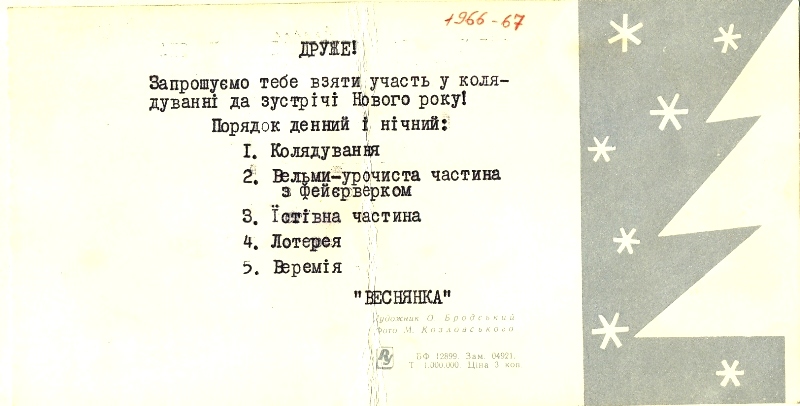 1966-67
ДРУЖЕ!
Запрошуємо тебе взяти участь у коля-
дуванні да зустрічі Нового року!
Порядок денний і нічний:
1. Колядування
2. Вельми-урочиста частина
з фейєрверком
3. Їстівна частина
4. Лотерея
5. Веремія
"ВЕСНЯНКА"
Художник О. Бродський
Фото М. Козловського
БФ 12899. Зам. 04921.
Т. 1.000.000. Ціна 3 коп